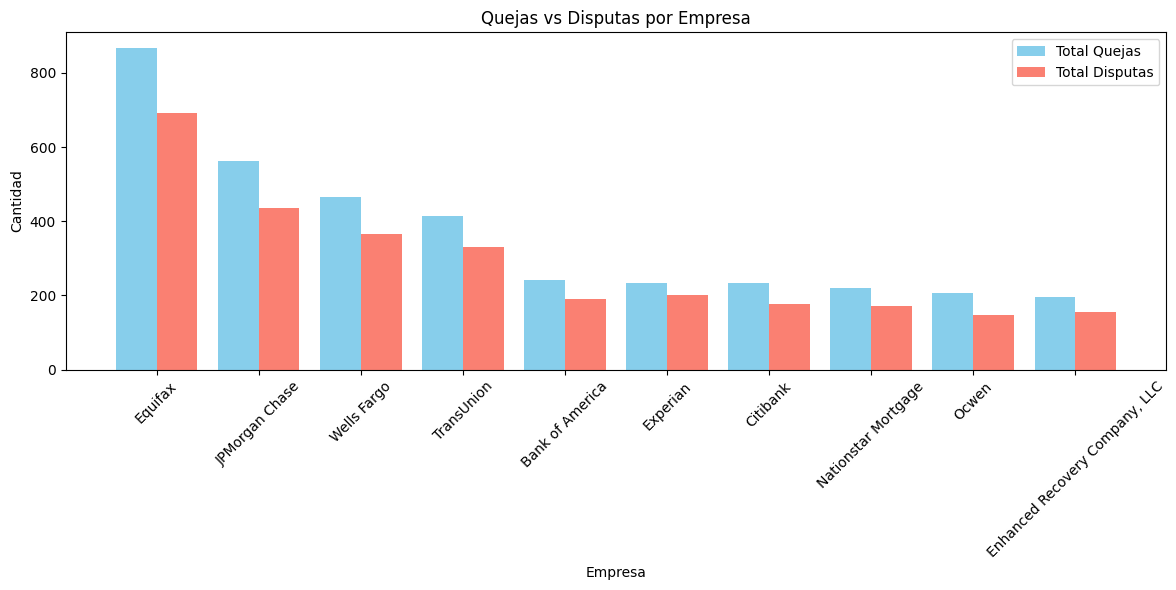 Quejas vs Disputas por Empresa
Total Quejas
Total Disputas
Cantidad
800
600
400
200
0
Equifax
JPMorgan Chase
Wells Fargo
TransUnion
Bank of America
Experian
Citibank
Nationstar Mortgage
Ocwen
Enhanced Recovery Company, LLC
Empresa